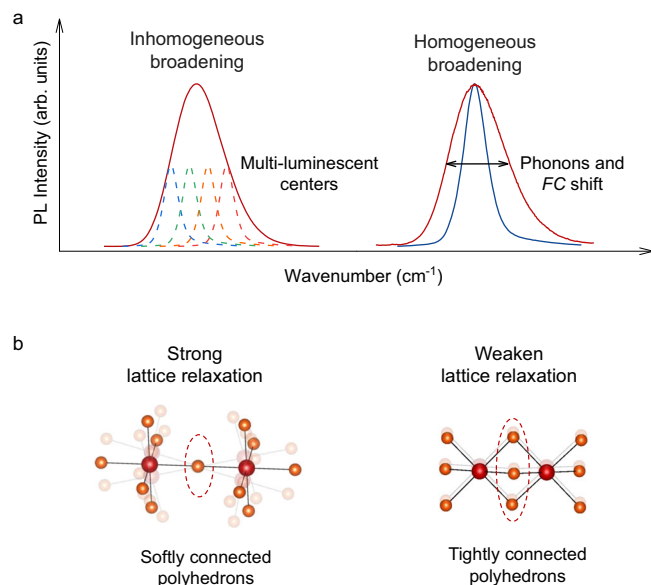 a
Inhomogeneous
broadening
Homogeneous
broadening
PL Intensity (arb. units)
Multi-luminescent
centers
Phonons and
FC shift
Wavenumber (cm⁻¹)
b
Strong
lattice relaxation
Weaken
lattice relaxation
Softly connected
polyhedrons
Tightly connected
polyhedrons